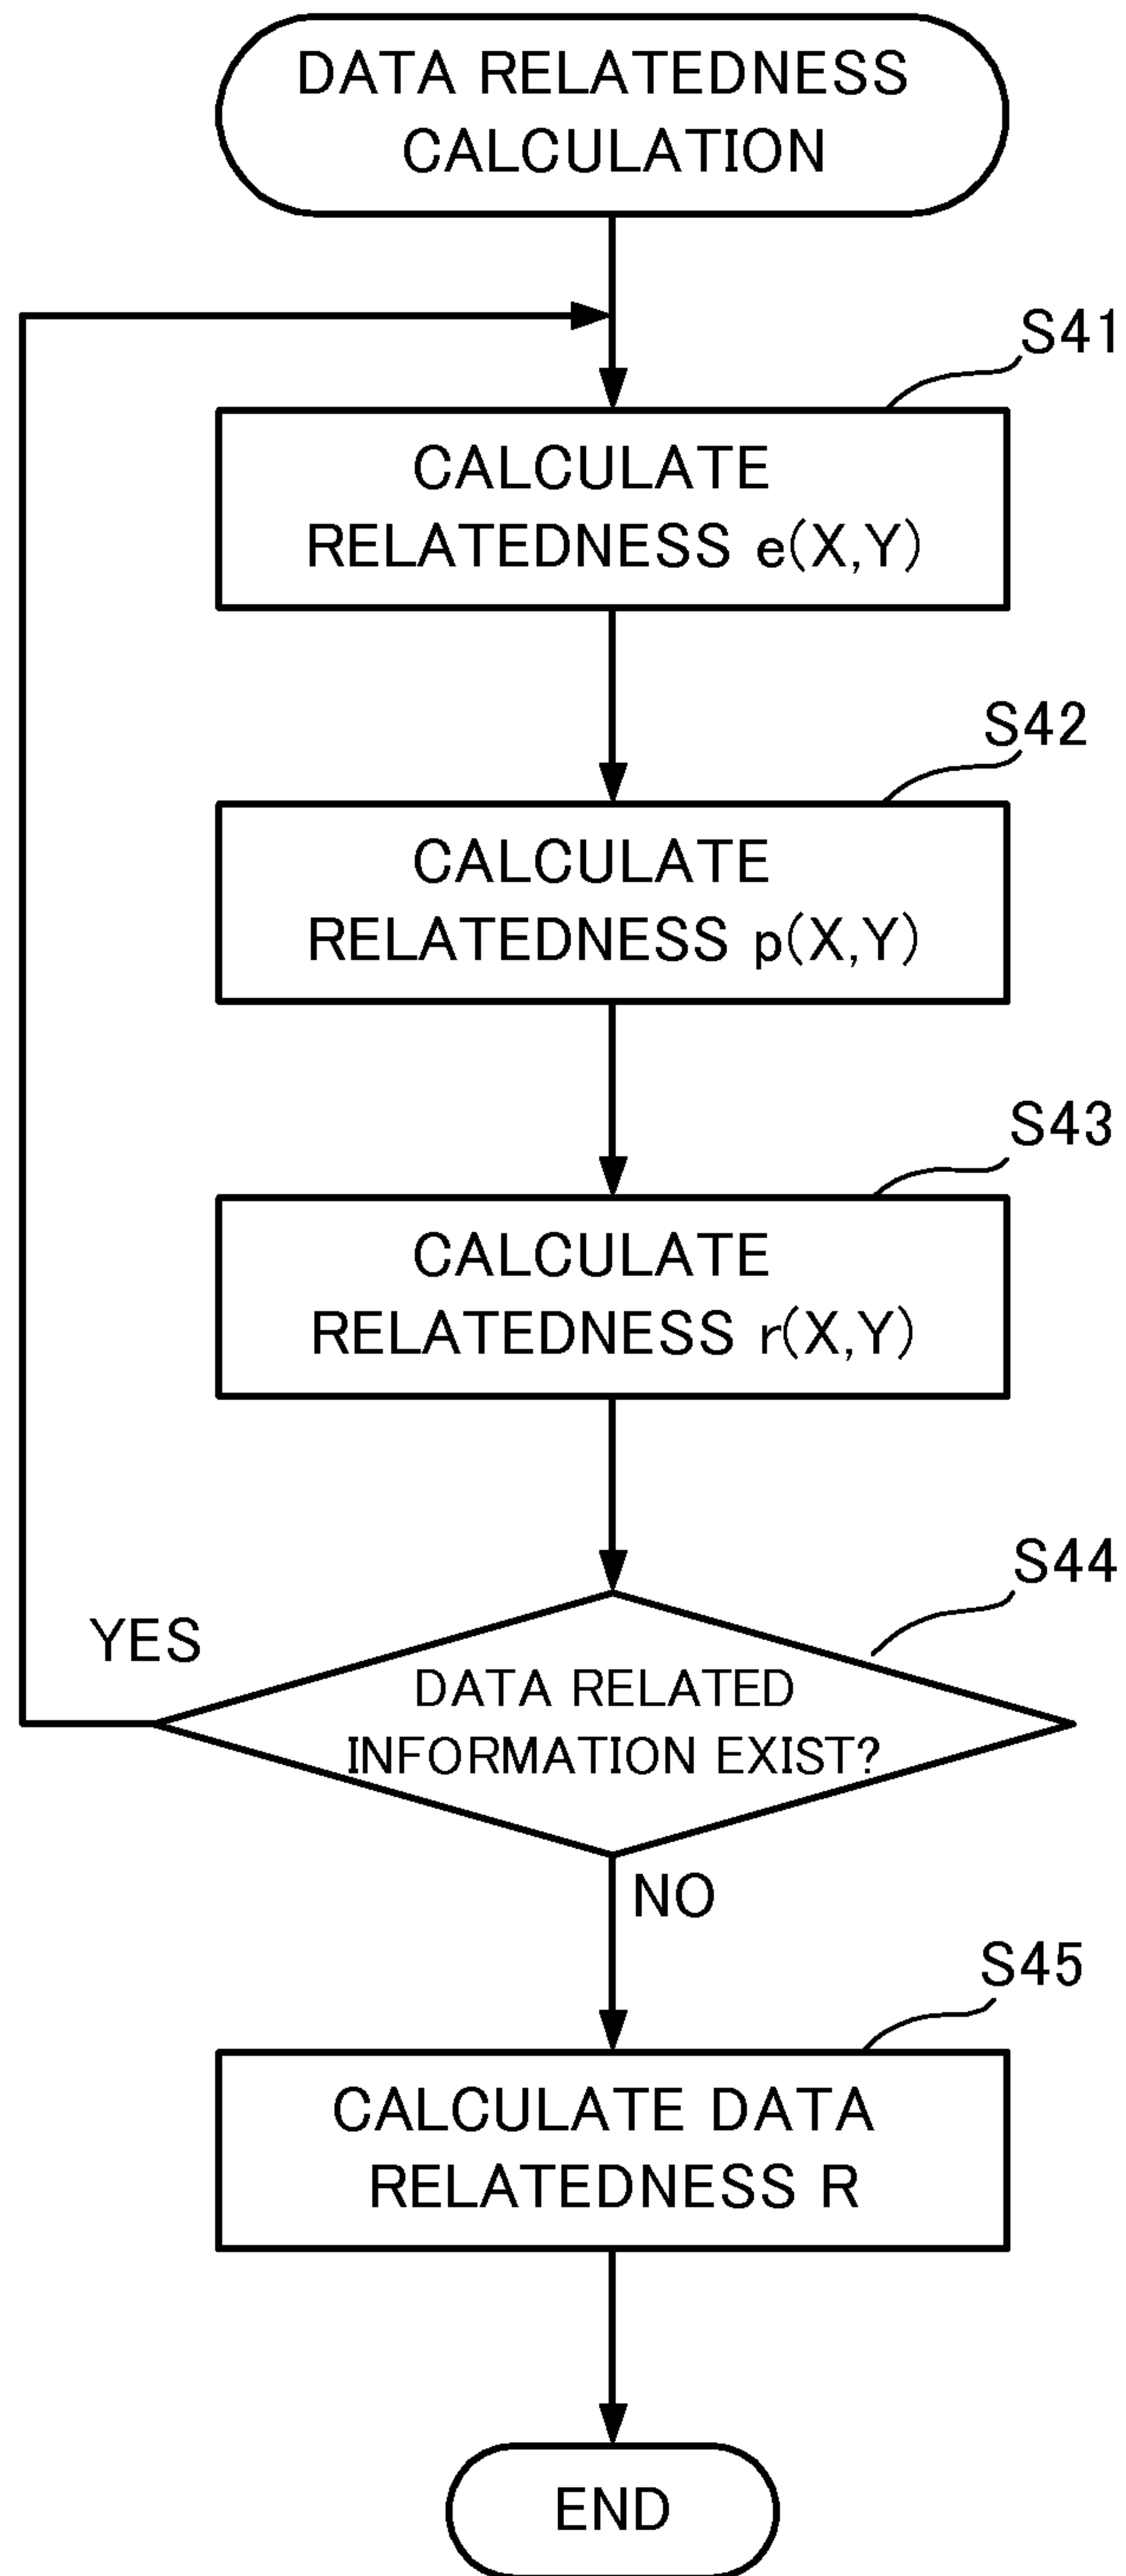 DATA RELATEDNESS
CALCULATION
S41
CALCULATE
RELATEDNESS e(X,Y)
S42
CALCULATE
RELATEDNESS p(X,Y)
S43
CALCULATE
RELATEDNESS r(X,Y)
S44
YES
DATA RELATED
INFORMATION EXIST?
NO
S45
CALCULATE DATA
RELATEDNESS R
END